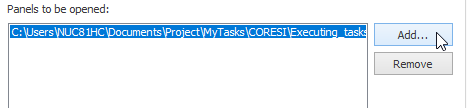 Panels to be opened:
C:\Users\NUC81HC\Documents\Project\MyTasks\CORESI\Executing_tasks
Add...
Remove